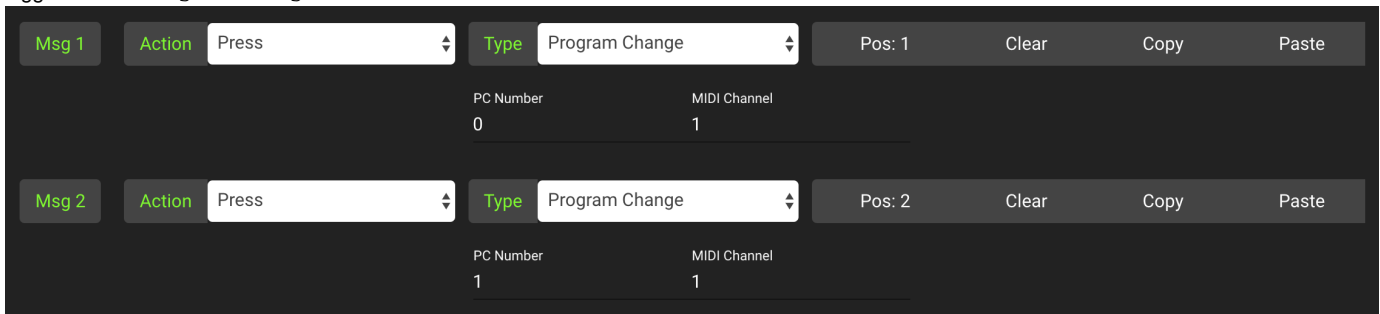 Msg 1 Action Press Type Program Change Pos: 1 Clear Copy Paste
PC Number MIDI Channel
0 1
Msg 2 Action Press Type Program Change Pos: 2 Clear Copy Paste
PC Number MIDI Channel
1 1